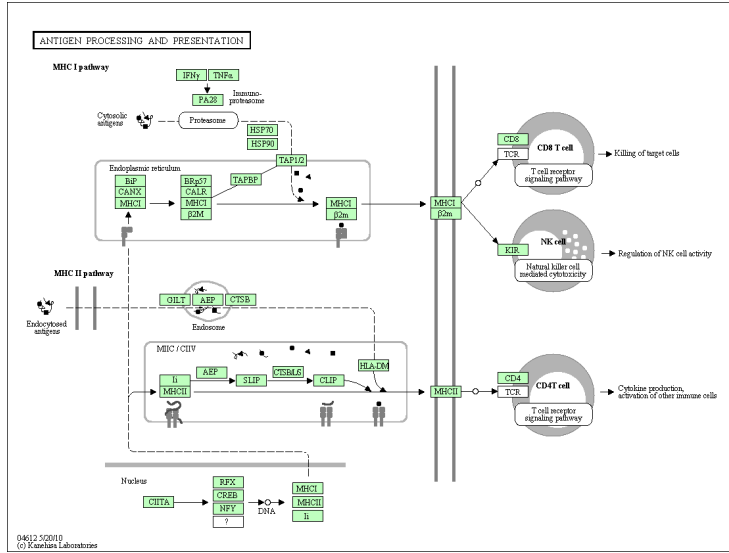 ANTIGEN PROCESSING AND PRESENTATION
MHC I pathway
IFNγ TNFα
PA28
Immuno-
proteasome
Cytosolic
antigens
Proteasome
HSP70
HSP90
Endoplasmic reticulum
TAP1/2
BiP
CANX
MHCI
BRp57
CALR
MHCI
β2M
TAPBP
MHCI
β2m
MHCI
β2m
CD8
TCR
CD8 T cell
T cell receptor
signaling pathway
Killing of target cells
KIR
NK cell
Natural killer cell
mediated cytotoxicity
Regulation of NK cell activity
MHC II pathway
Endocytosed
antigens
GILT AEP CTSB
Endosome
MIIC / CIIV
Ii
MHCII
AEP
SLIP
CTSB/L/S
CLIP
HLA-DM
MHCII
CD4
TCR
CD4T cell
T cell receptor
signaling pathway
Cytokine production,
activation of other immune cells
Nucleus
CIITA
RFX
CREB
NFY
?
DNA
MHCI
MHCII
Ii
04612 5/20/10
(c) Kanehisa Laboratories